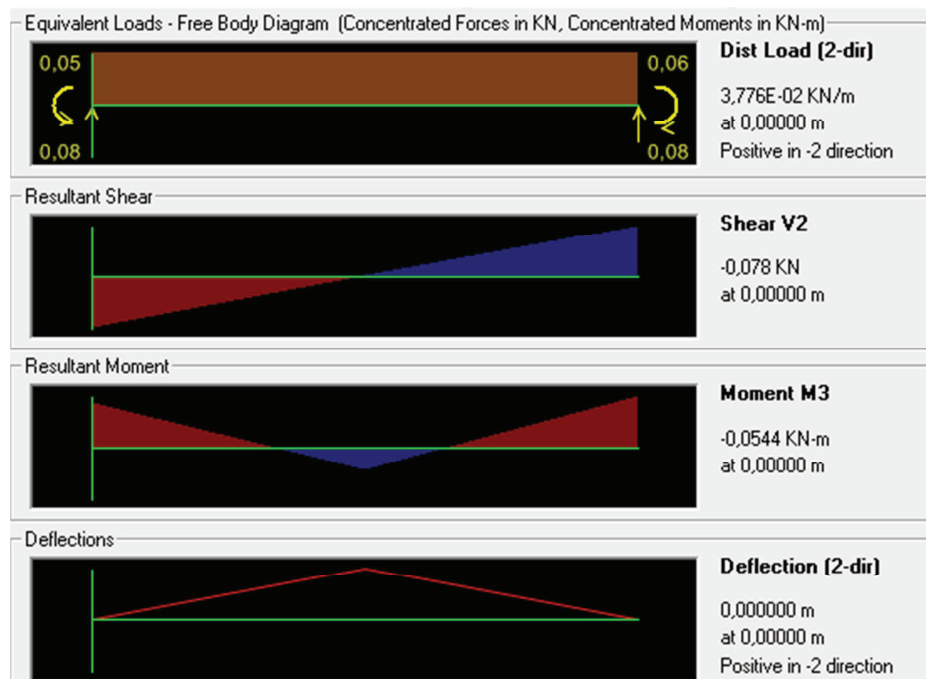 Equivalent Loads - Free Body Diagram (Concentrated Forces in KN, Concentrated Moments in KN-m)
0,05
0,06
0,08
0,08
Dist Load (2-dir)
3,776E-02 KN/m
at 0,00000 m
Positive in -2 direction
Resultant Shear
Shear V2
-0,078 KN
at 0,00000 m
Resultant Moment
Moment M3
-0,0544 KN-m
at 0,00000 m
Deflections
Deflection (2-dir)
0,000000 m
at 0,00000 m
Positive in -2 direction